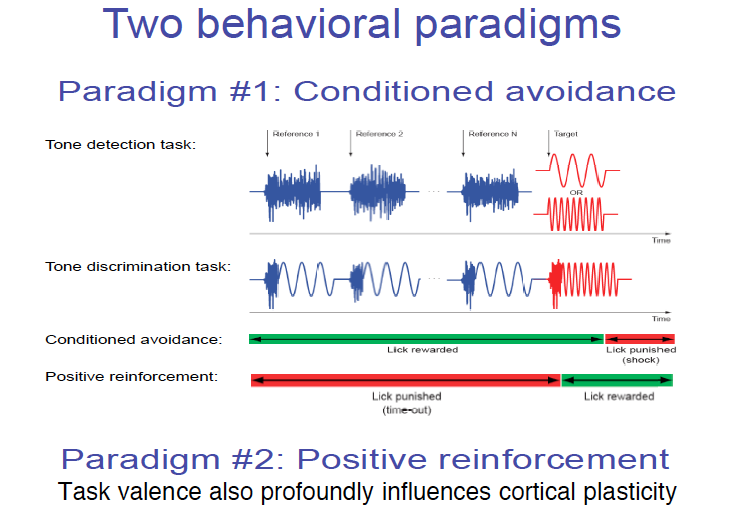 Two behavioral paradigms
Paradigm #1: Conditioned avoidance
Tone detection task:
Reference 1
Reference 2
Reference N
Target
OR
Time
Tone discrimination task:
Time
Conditioned avoidance:
Lick rewarded
Lick punished
(shock)
Positive reinforcement:
Lick punished
(time-out)
Lick rewarded
Paradigm #2: Positive reinforcement
Task valence also profoundly influences cortical plasticity